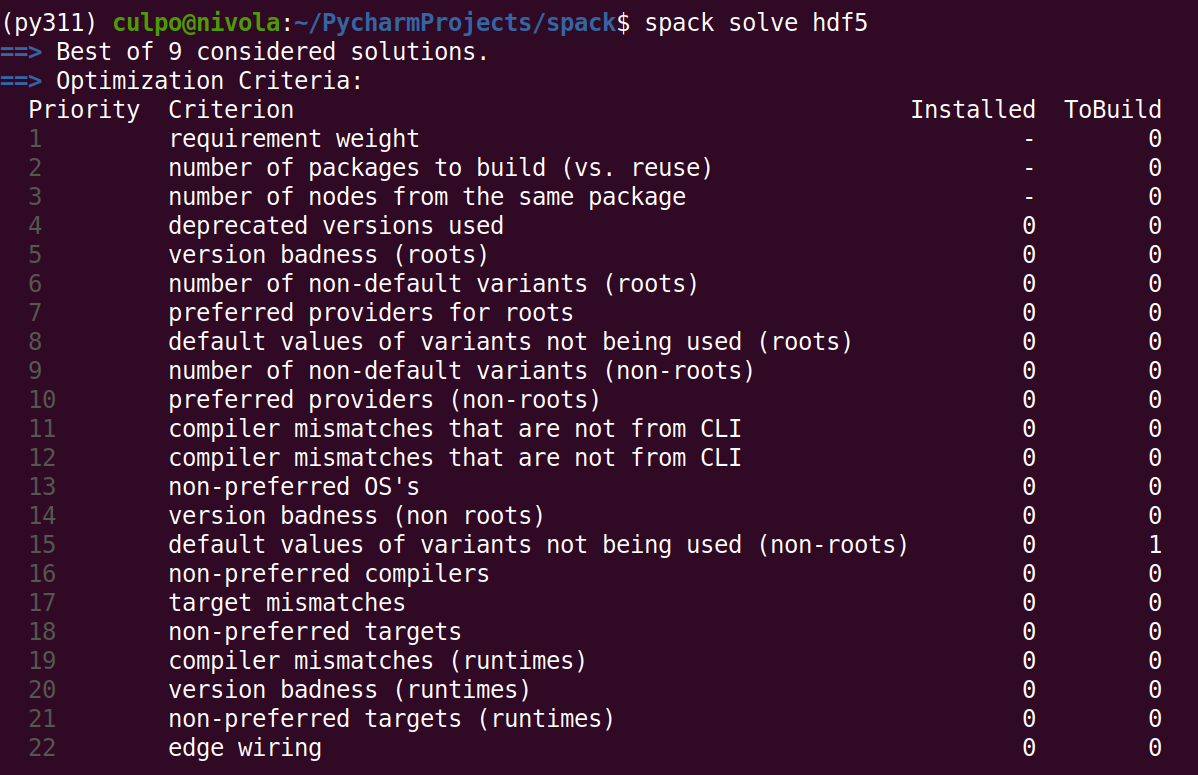 (py311) culpo@nivola:~/PycharmProjects/spack$ spack solve hdf5
==> Best of 9 considered solutions.
==> Optimization Criteria:
Priority  Criterion  Installed  ToBuild
1  requirement weight  -  0
2  number of packages to build (vs. reuse)  -  0
3  number of nodes from the same package  -  0
4  deprecated versions used  0  0
5  version badness (roots)  0  0
6  number of non-default variants (roots)  0  0
7  preferred providers for roots  0  0
8  default values of variants not being used (roots)  0  0
9  number of non-default variants (non-roots)  0  0
10  preferred providers (non-roots)  0  0
11  compiler mismatches that are not from CLI  0  0
12  compiler mismatches that are not from CLI  0  0
13  non-preferred OS's  0  0
14  version badness (non roots)  0  0
15  default values of variants not being used (non-roots)  0  1
16  non-preferred compilers  0  0
17  target mismatches  0  0
18  non-preferred targets  0  0
19  compiler mismatches (runtimes)  0  0
20  version badness (runtimes)  0  0
21  non-preferred targets (runtimes)  0  0
22  edge wiring  0  0